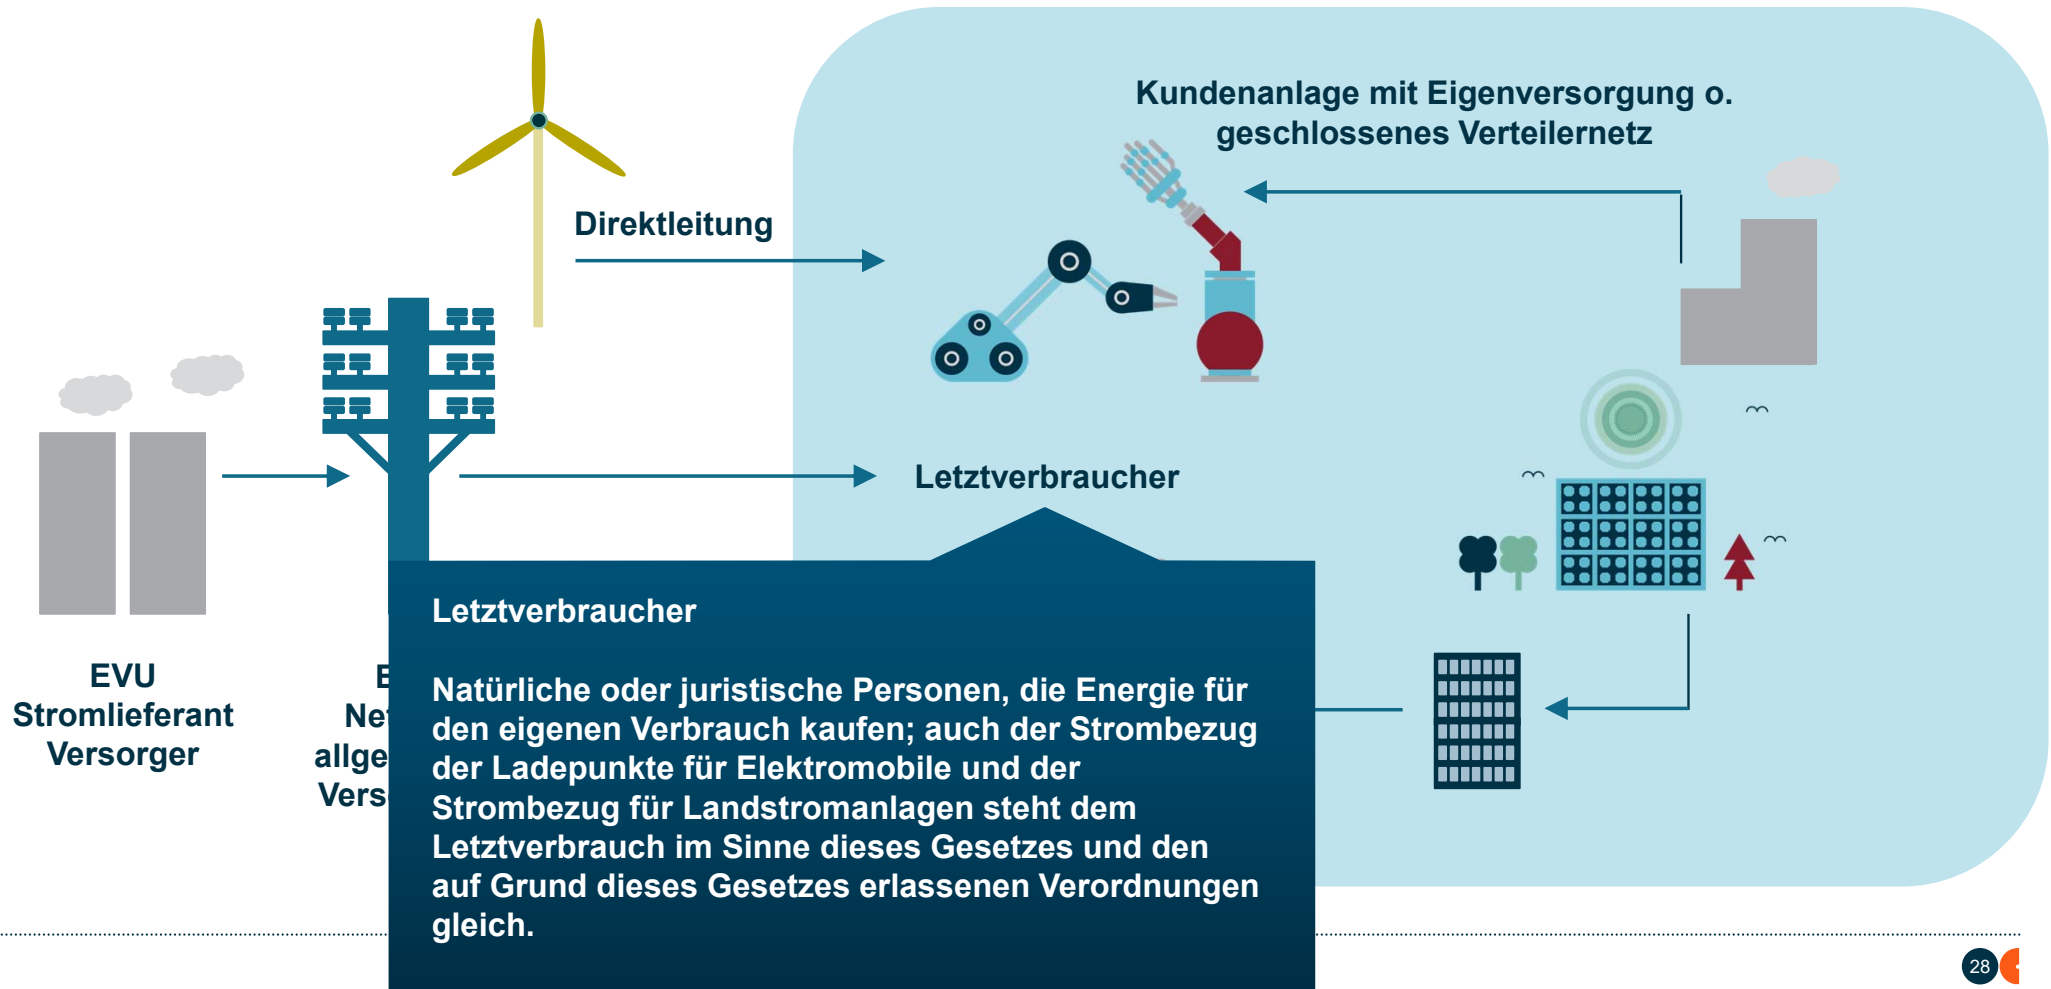 Kundenanlage mit Eigenversorgung o.
geschlossenes Verteilernetz
Direktleitung
Letztverbraucher
EVU
Stromlieferant
Versorger
Letztverbraucher
Natürliche oder juristische Personen, die Energie für
den eigenen Verbrauch kaufen; auch der Strombezug
der Ladepunkte für Elektromobile und der
Strombezug für Landstromanlagen steht dem
Letztverbrauch im Sinne dieses Gesetzes und den
auf Grund dieses Gesetzes erlassenen Verordnungen
gleich.
28